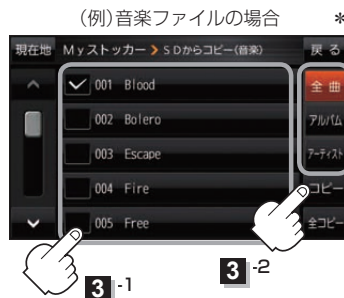 (例)音楽ファイルの場合
*
現在地 Myストッカー > SDからコピー(音楽) 戻る
001 Blood 全曲
002 Bolero アルバム
003 Escape アーティスト
004 Fire コピー
005 Free 全コピー
3 -1
3 -2